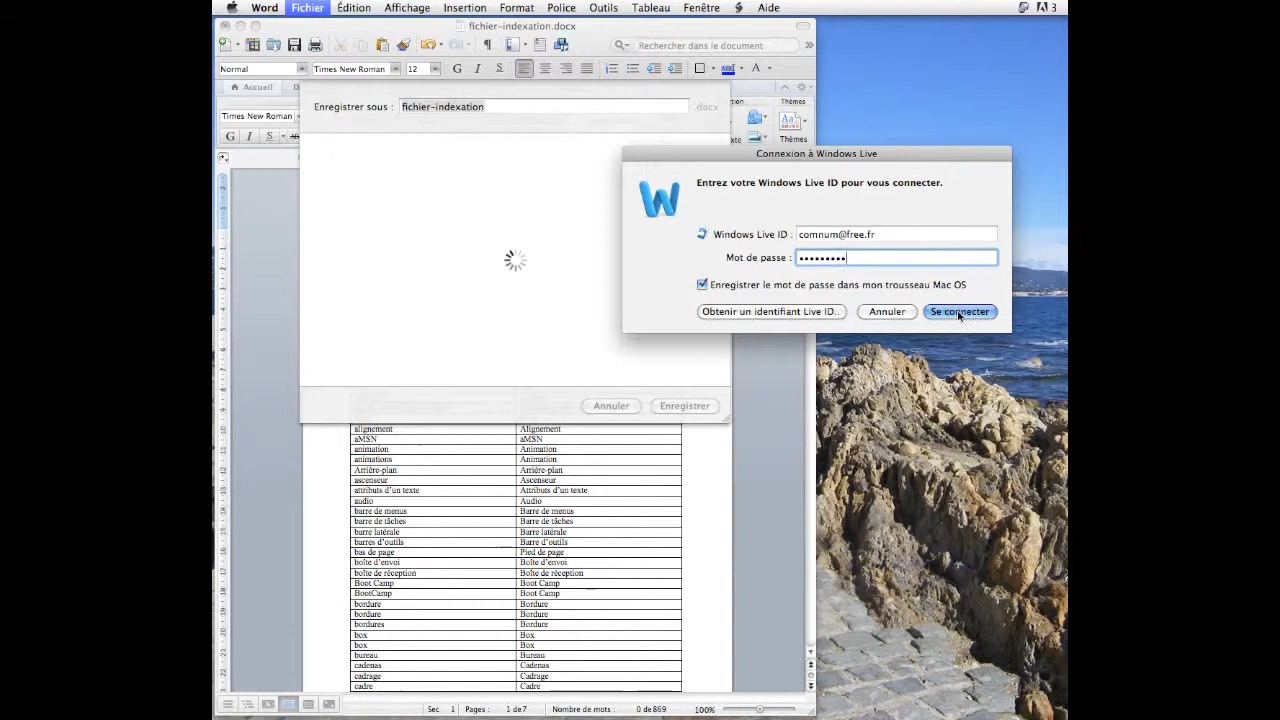 Word Fichier Édition Affichage Insertion Format Police Outils Tableau Fenêtre Aide 3
fichier-indexation.docx
Rechercher dans le document
Normal Times New Roman 12 G I S
Accueil Thèmes
Times New Roman
G I S
Thèmes
Enregistrer sous : fichier-indexation .docx
Connexion à Windows Live
Entrez votre Windows Live ID pour vous connecter.
Windows Live ID : comnum@free.fr
Mot de passe : •••••••••
Enregistrer le mot de passe dans mon trousseau Mac OS
Obtenir un identifiant Live ID.. Annuler Se connecter
Annuler Enregistrer
alignement Alignement
aMSN aMSN
animation Animation
animations Animation
Arrière-plan Arrière-plan
ascenseur Ascenseur
attributs d'un texte Attributs d'un texte
audio Audio
barre de menus Barre de menus
barre de tâches Barre de tâches
barre latérale Barre latérale
barres d'outils Barre d'outils
bas de page Pied de page
boîte d'envoi Boîte d'envoi
boîte de réception Boîte de réception
Boot Camp Boot Camp
BootCamp Boot Camp
bordure Bordure
bordure Bordure
bordures Bordure
box Box
box Box
bureau Bureau
cadenas Cadenas
cadrage Cadrage
cadre Cadre
Sec 1 Pages : 1 de 7 Nombre de mots : 0 de 869 100%